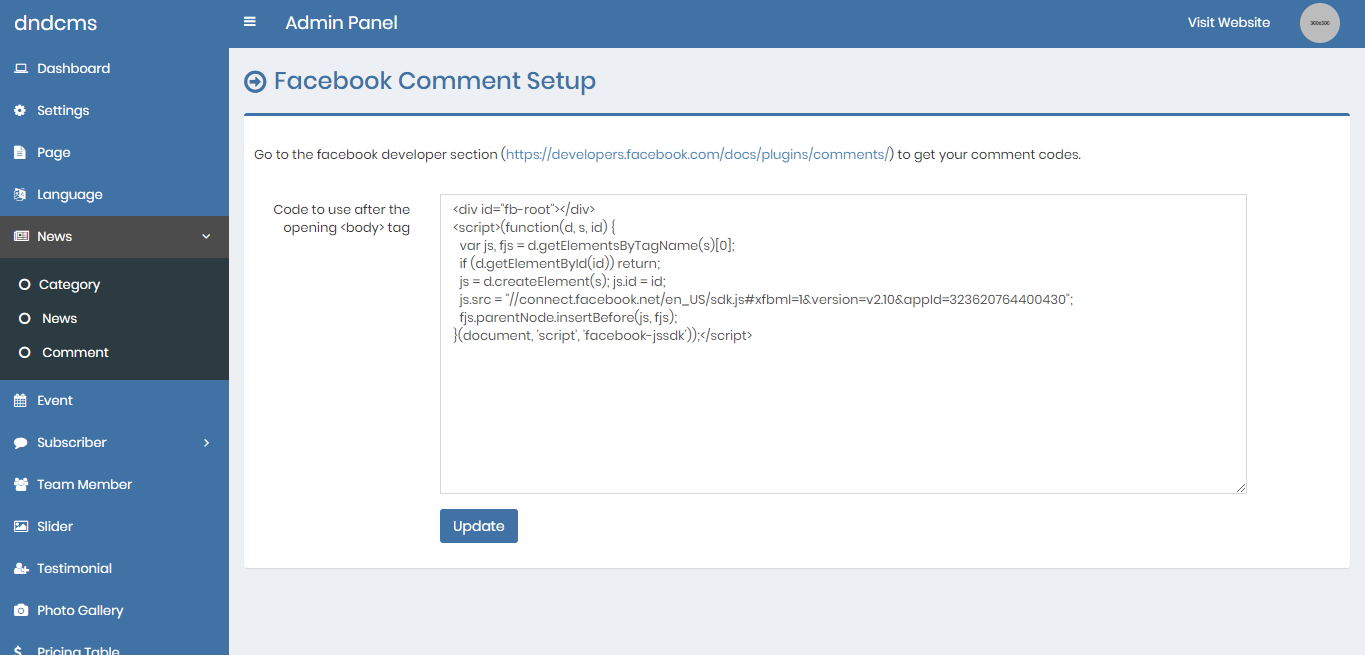 dndcms
Admin Panel
Visit Website
300x300
Dashboard
Settings
Page
Language
News
Category
News
Comment
Event
Subscriber
Team Member
Slider
Testimonial
Photo Gallery
Pricing Table
Facebook Comment Setup
Go to the facebook developer section (https://developers.facebook.com/docs/plugins/comments/) to get your comment codes.
Code to use after the
opening <body> tag
<div id="fb-root"></div>
<script>(function(d, s, id) {
var js, fjs = d.getElementsByTagName(s)[0];
if (d.getElementById(id)) return;
js = d.createElement(s); js.id = id;
js.src = "//connect.facebook.net/en_US/sdk.js#xfbml=1&version=v2.10&appId=323620764400430";
fjs.parentNode.insertBefore(js, fjs);
}(document, 'script', 'facebook-jssdk'));</script>
Update